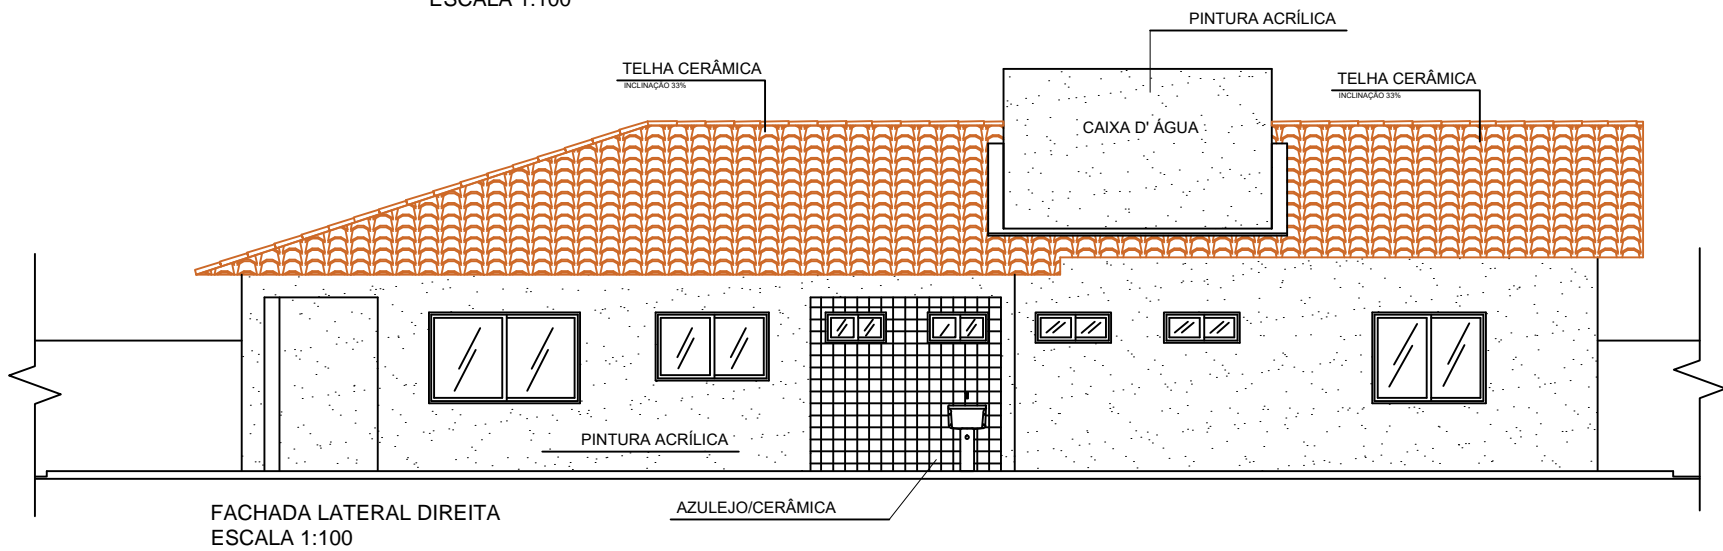 ESCALA 1:100
PINTURA ACRÍLICA
TELHA CERÂMICA
INCLINAÇÃO 33%
TELHA CERÂMICA
INCLINAÇÃO 33%
CAIXA D' ÁGUA
PINTURA ACRÍLICA
AZULEJO/CERÂMICA
FACHADA LATERAL DIREITA
ESCALA 1:100